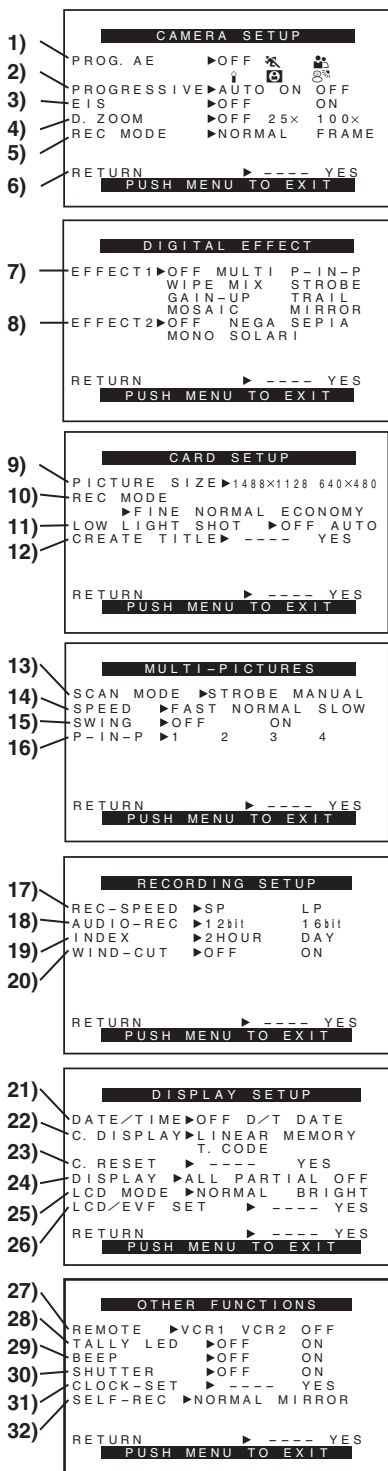 CAMERA SETUP
1) PROG. AE ►OFF
2) PROGRESSIVE►AUTO ON OFF
3) EIS ►OFF ON
4) D. ZOOM ►OFF 25× 100×
5) REC MODE ►NORMAL FRAME
6) RETURN ► ---- YES
PUSH MENU TO EXIT
DIGITAL EFFECT
7) EFFECT1►OFF MULTI P-IN-P
WIPE MIX STROBE
GAIN-UP TRAIL
MOSAIC MIRROR
8) EFFECT2►OFF NEGA SEPIA
MONO SOLARI
RETURN ► ---- YES
PUSH MENU TO EXIT
CARD SETUP
9) PICTURE SIZE►1488×1128 640×480
10) REC MODE
►FINE NORMAL ECONOMY
11) LOW LIGHT SHOT ►OFF AUTO
12) CREATE TITLE► ---- YES
RETURN ► ---- YES
PUSH MENU TO EXIT
MULTI-PICTURES
13) SCAN MODE ►STROBE MANUAL
14) SPEED ►FAST NORMAL SLOW
15) SWING ►OFF ON
16) P-IN-P ►1 2 3 4
RETURN ► ---- YES
PUSH MENU TO EXIT
RECORDING SETUP
17) REC-SPEED ►SP LP
18) AUDIO-REC ►12bit 16bit
19) INDEX ►2HOUR DAY
20) WIND-CUT ►OFF ON
RETURN ► ---- YES
PUSH MENU TO EXIT
DISPLAY SETUP
21) DATE/TIME►OFF D/T DATE
22) C. DISPLAY►LINEAR MEMORY
T. CODE
23) C. RESET ► ---- YES
24) DISPLAY ►ALL PARTIAL OFF
25) LCD MODE ►NORMAL BRIGHT
26) LCD/EVF SET ► ---- YES
RETURN ► ---- YES
PUSH MENU TO EXIT
OTHER FUNCTIONS
27) REMOTE ►VCR1 VCR2 OFF
28) TALLY LED ►OFF ON
29) BEEP ►OFF ON
30) SHUTTER ►OFF ON
31) CLOCK-SET ► ---- YES
32) SELF-REC ►NORMAL MIRROR
RETURN ► ---- YES
PUSH MENU TO EXIT